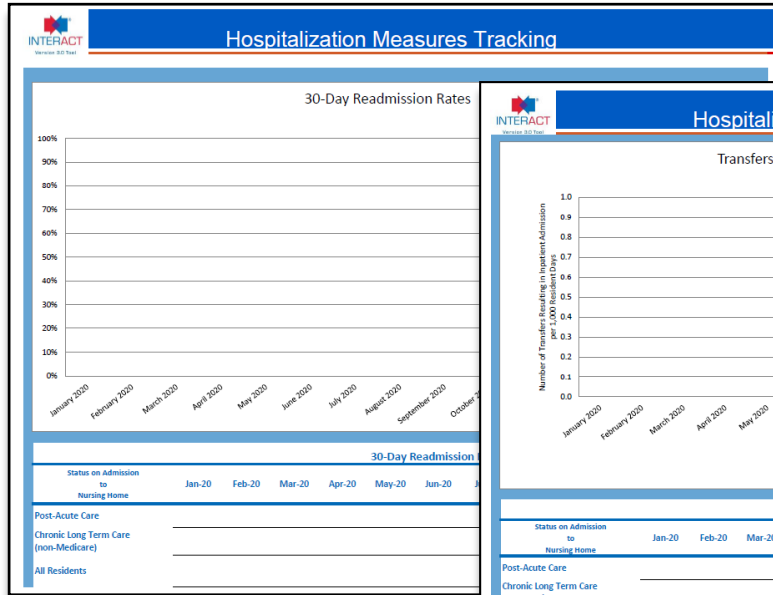 INTERACT
Version 3.0 Tool
Hospitalization Measures Tracking
30-Day Readmission Rates
100%
90%
80%
70%
60%
50%
40%
30%
20%
10%
0%
January 2020
February 2020
March 2020
April 2020
May 2020
June 2020
July 2020
August 2020
September 2020
October
30-Day Readmission
Status on Admission
to
Nursing Home
Jan-20 Feb-20 Mar-20 Apr-20 May-20 Jun-20
Post-Acute Care
Chronic Long Term Care
(non-Medicare)
All Residents
INTERACT
Version 3.0 Tool
Hospitali
Transfers
Number of Transfers Resulting in Inpatient Admission
per 1,000 Resident Days
1.0
0.9
0.8
0.7
0.6
0.5
0.4
0.3
0.2
0.1
0.0
January 2020
February 2020
March 2020
April 2020
May 2020
Status on Admission
to
Nursing Home
Jan-20 Feb-20 Mar-20
Post-Acute Care
Chronic Long Term Care